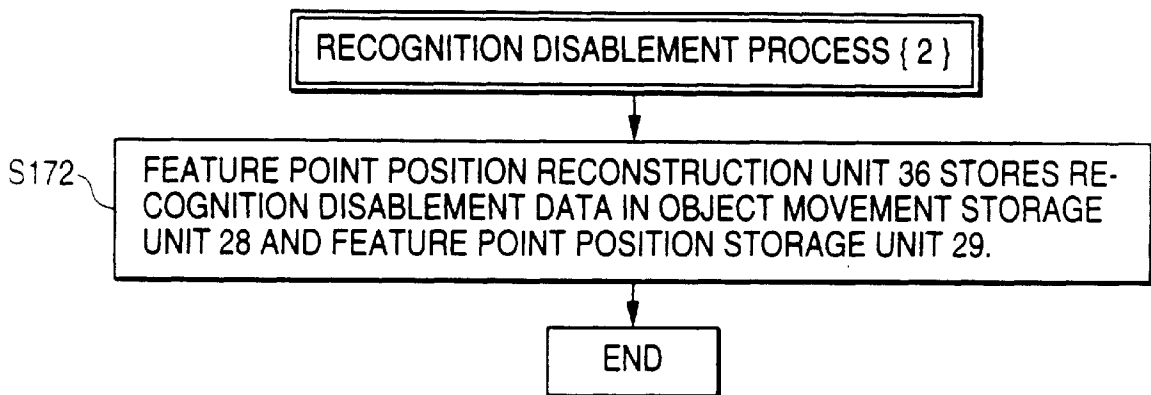 RECOGNITION DISABLEMENT PROCESS { 2 }
S172
FEATURE POINT POSITION RECONSTRUCTION UNIT 36 STORES RE-
COGNITION DISABLEMENT DATA IN OBJECT MOVEMENT STORAGE
UNIT 28 AND FEATURE POINT POSITION STORAGE UNIT 29.
END